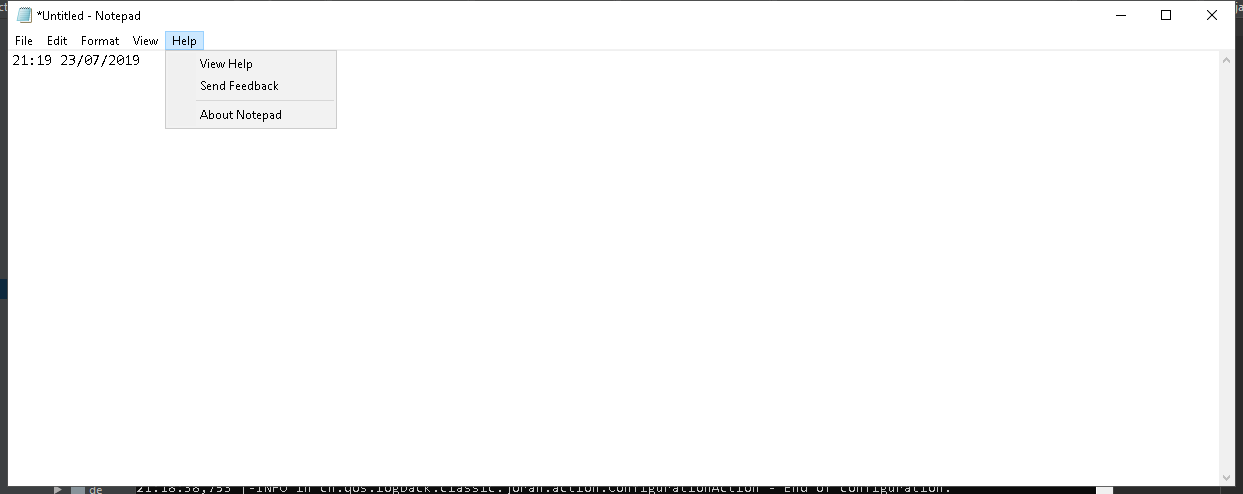 *Untitled - Notepad
File Edit Format View Help
21:19 23/07/2019
View Help
Send Feedback
About Notepad
de 21:18:38,753 |-INFO in ch.qos.logback.classic.joran.action.ConfigurationAction - End of configuration.